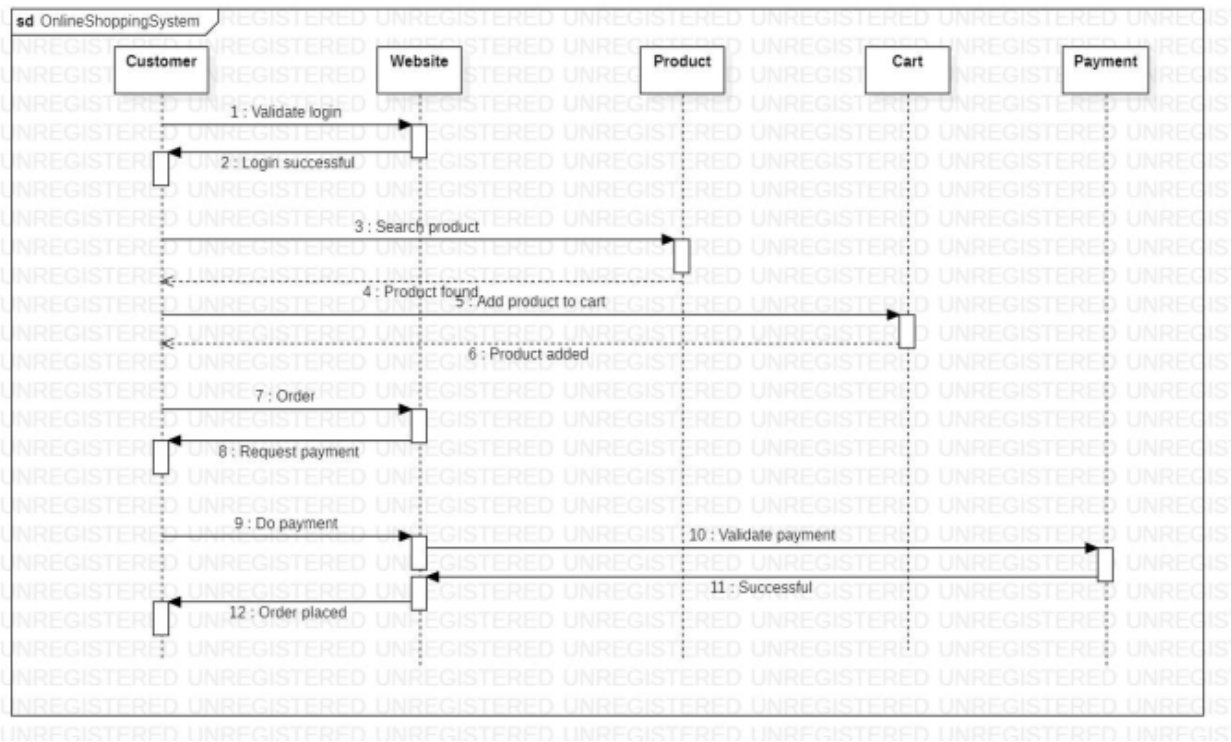 sd OnlineShoppingSystem
Customer Website Product Cart Payment
1 : Validate login
2 : Login successful
3 : Search product
4 : Product found
5 : Add product to cart
6 : Product added
7 : Order
8 : Request payment
9 : Do payment
10 : Validate payment
11 : Successful
12 : Order placed
UNREGISTERED